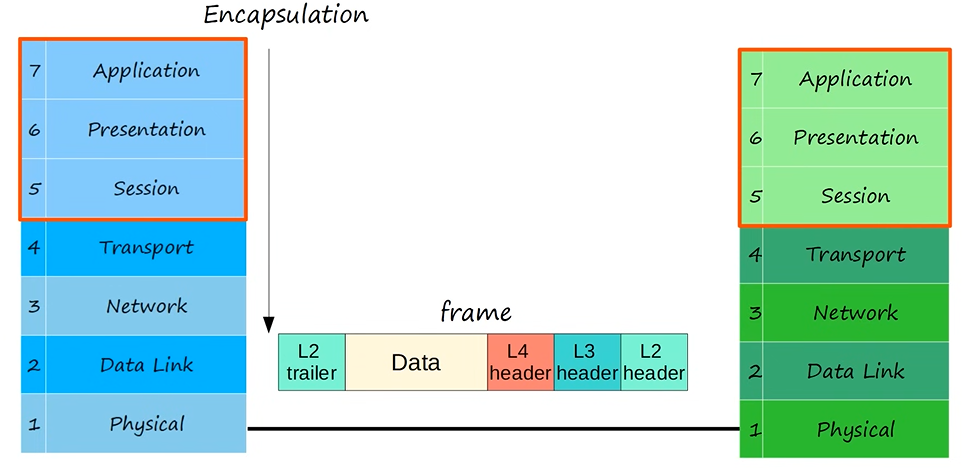 Encapsulation
7 Application
6 Presentation
5 Session
4 Transport
3 Network
2 Data Link
1 Physical
frame
L2
trailer
Data
L4
header
L3
header
L2
header
7 Application
6 Presentation
5 Session
4 Transport
3 Network
2 Data Link
1 Physical